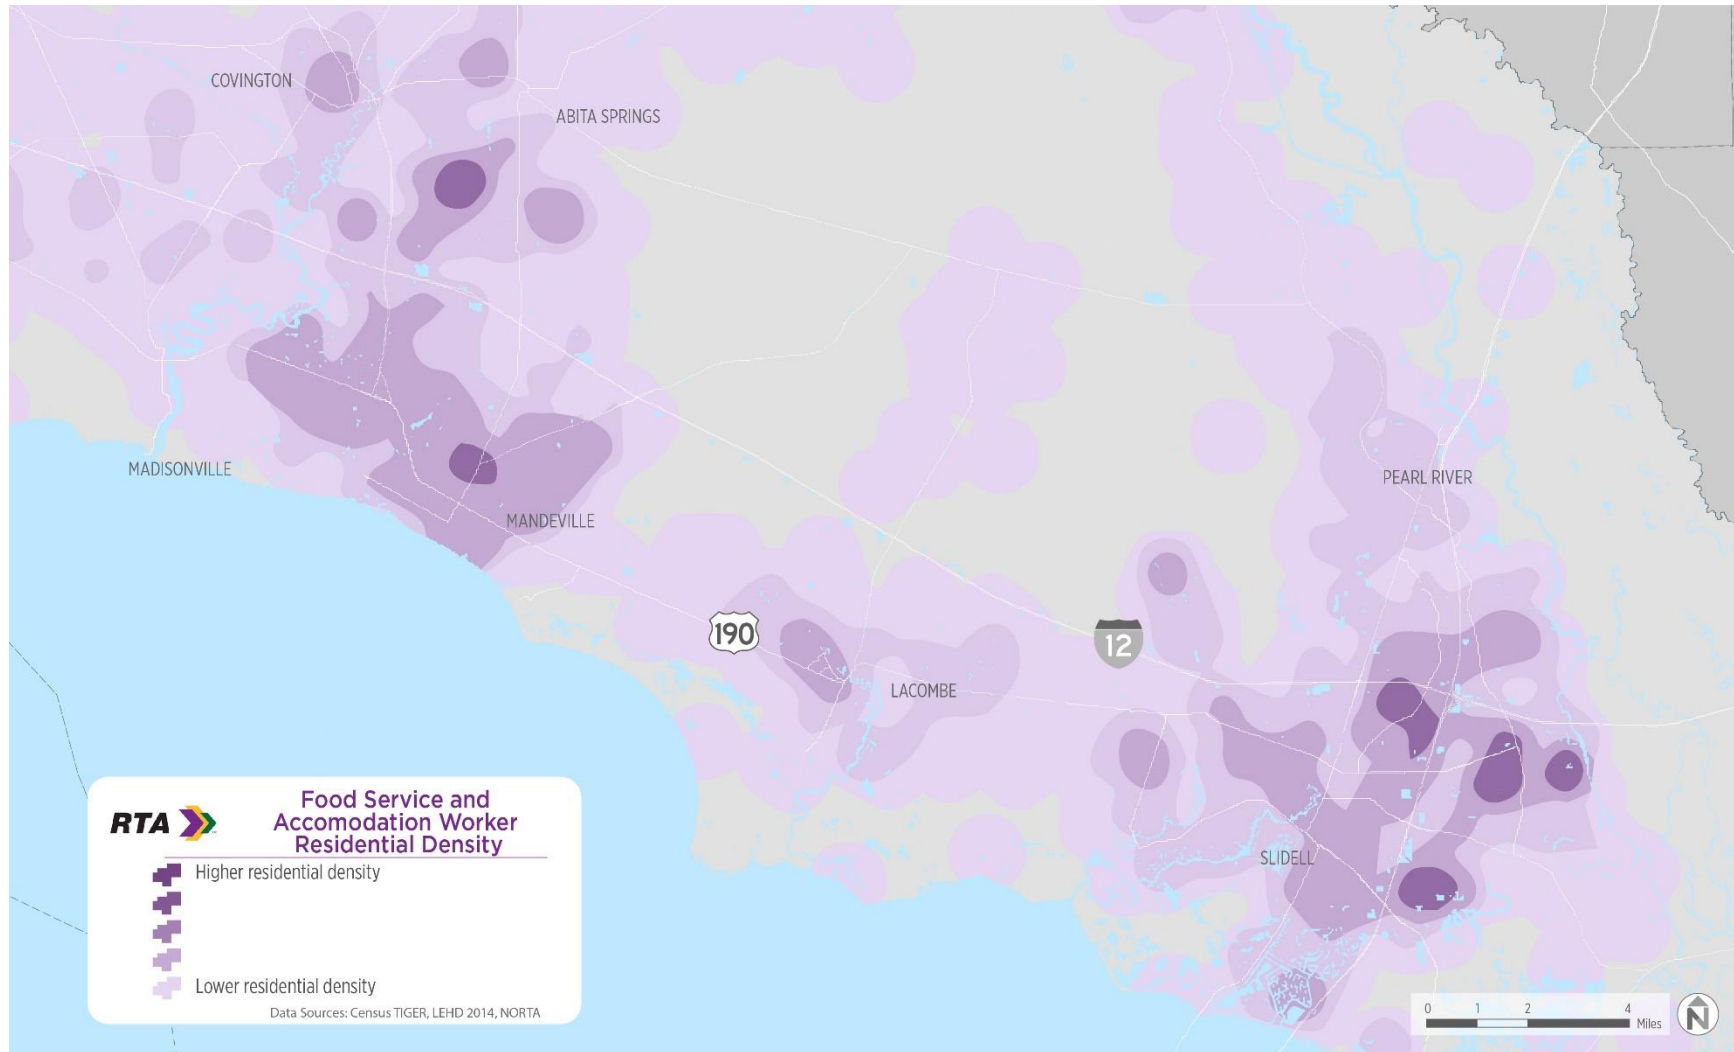 COVINGTON
ABITA SPRINGS
MADISONVILLE
MANDEVILLE
PEARL RIVER
190
12
LACOMBE
SLIDELL
RTA
Food Service and
Accomodation Worker
Residential Density
Higher residential density
Lower residential density
Data Sources: Census TIGER, LEHD 2014, NORTA
0 1 2 4
Miles
N